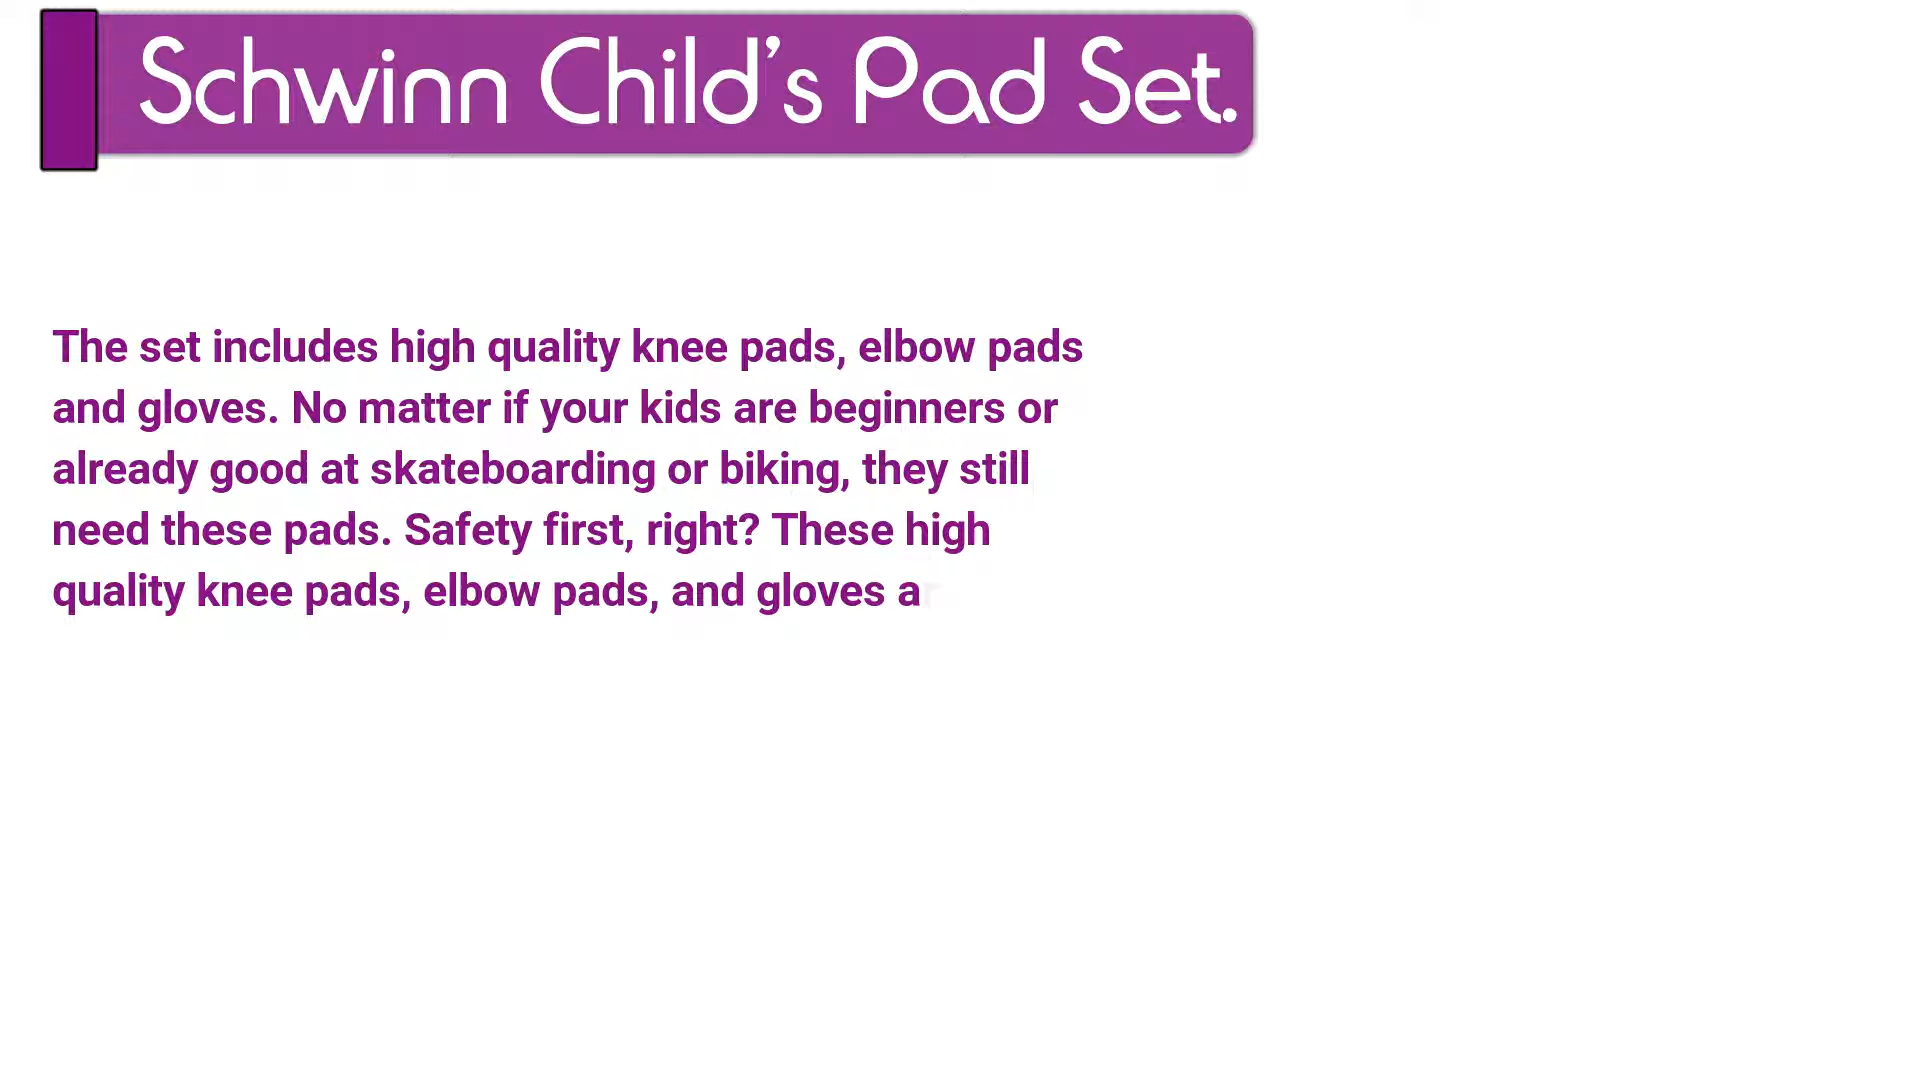 Schwinn Child's Pad Set.
The set includes high quality knee pads, elbow pads
and gloves. No matter if your kids are beginners or
already good at skateboarding or biking, they still
need these pads. Safety first, right? These high
quality knee pads, elbow pads, and gloves a